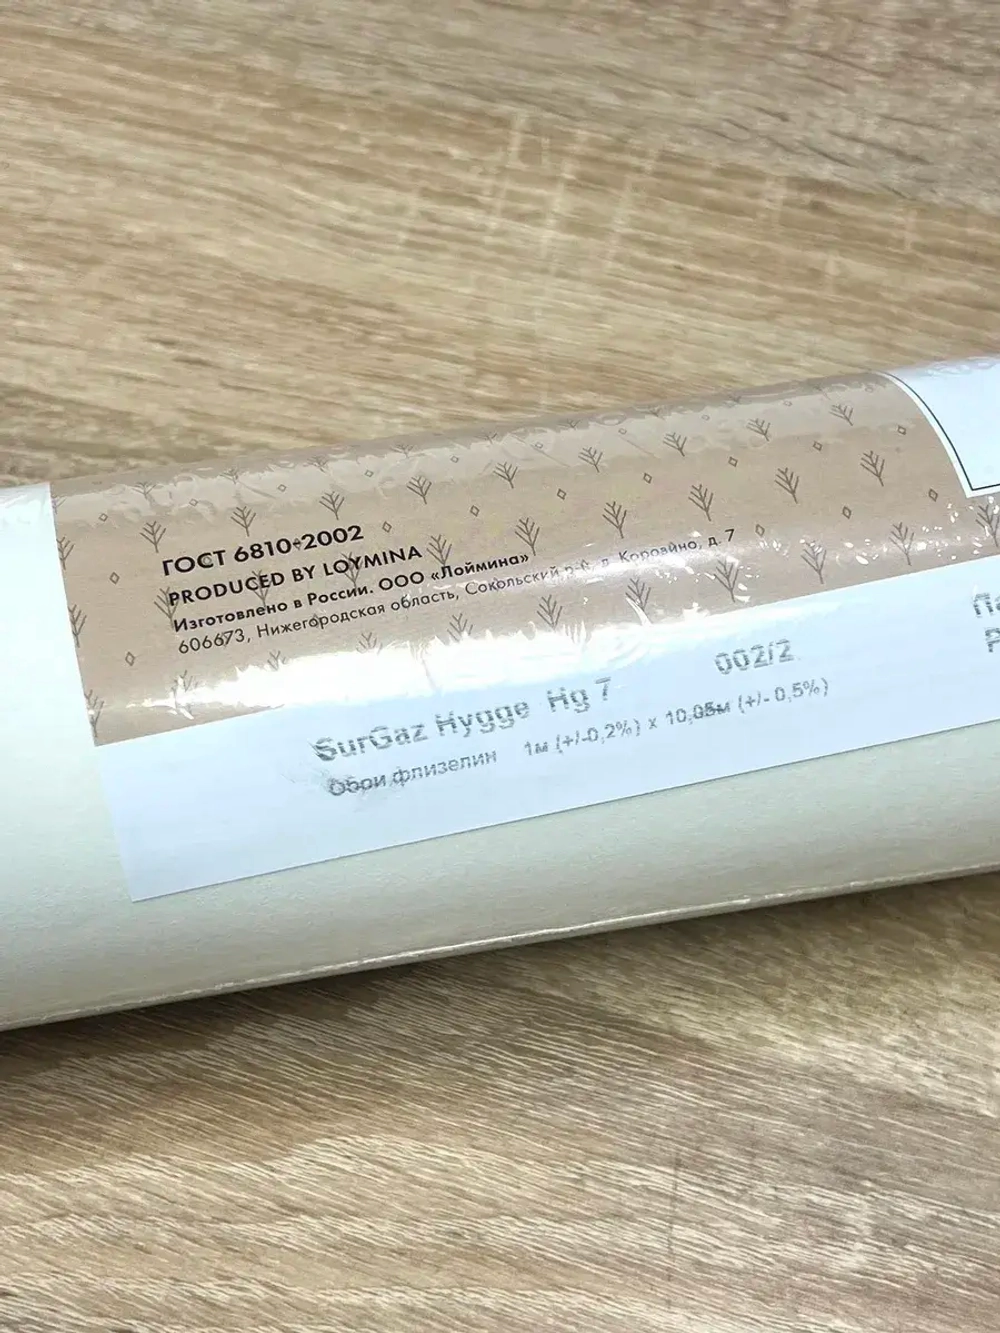 ГОСТ 6810-2002
PRODUCED BY LOYMINA
Изготовлено в России. ООО «Лоймина»
606673, Нижегородская область, Сокольский р-н, д. Коровино, д. 7
SurGaz Hygge Hg 7 002/2
Обои флизелин 1м (+/-0,2%) x 10,05м (+/- 0,5%)